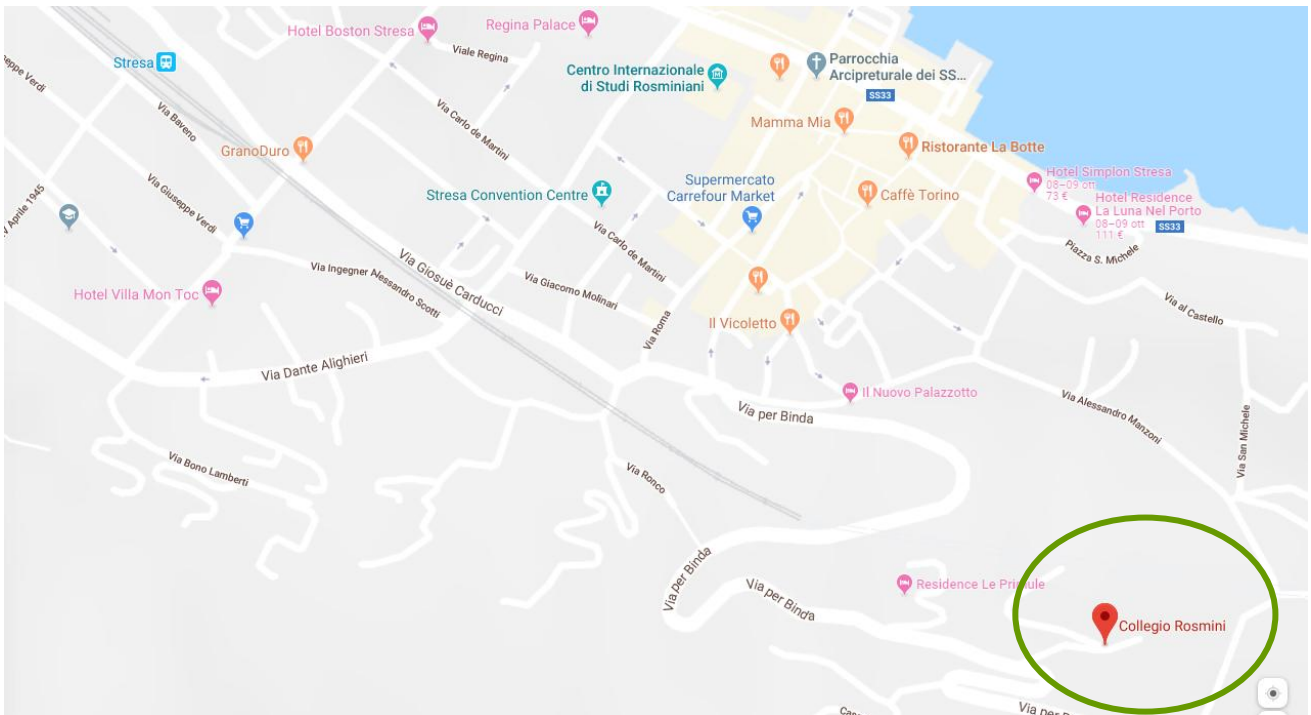 Regina Palace
Hotel Boston Stresa
Viale Regina
Stresa
Parrocchia
Arcipreturale dei SS...
SS33
Centro Internazionale
di Studi Rosminiani
Via Baveno
Via Carlo de Martini
Mamma Mia
Ristorante La Botte
GranoDuro
Hotel Simplon Stresa
08–09 ott
73 €
Hotel Residence
La Luna Nel Porto
08–09 ott
111 €
SS33
Supermercato
Carrefour Market
Caffè Torino
Stresa Convention Centre
Via Giuseppe Verdi
Aprile 1945
Via Carlo de Martini
Piazza S. Michele
Via Ingegner Alessandro Scotti
Via Giosuè Carducci
Via Giacomo Molinari
Hotel Villa Mon Toc
Via al Castello
Il Vicoletto
Via Roma
Via Dante Alighieri
Il Nuovo Palazzotto
Via per Binda
Via Alessandro Manzoni
Via San Michele
Via Bono Lamberti
Via Ronco
Via per Binda
Via per Binda
Residence Le Primule
Collegio Rosmini
Via per